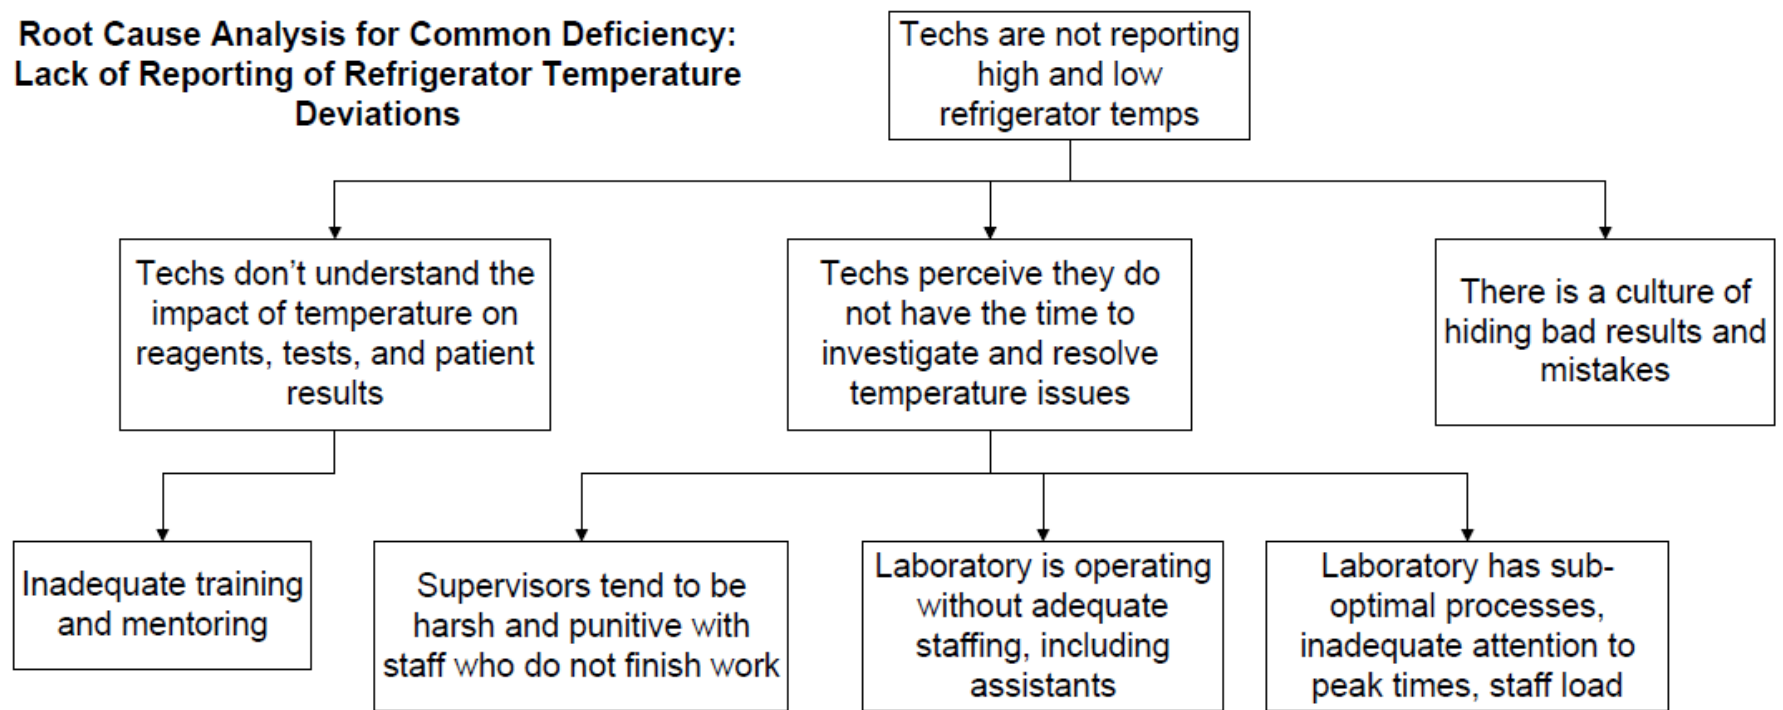 Root Cause Analysis for Common Deficiency:
Lack of Reporting of Refrigerator Temperature
Deviations
Techs are not reporting
high and low
refrigerator temps
Techs don’t understand the
impact of temperature on
reagents, tests, and patient
results
Techs perceive they do
not have the time to
investigate and resolve
temperature issues
There is a culture of
hiding bad results and
mistakes
Inadequate training
and mentoring
Supervisors tend to be
harsh and punitive with
staff who do not finish work
Laboratory is operating
without adequate
staffing, including
assistants
Laboratory has sub-
optimal processes,
inadequate attention to
peak times, staff load